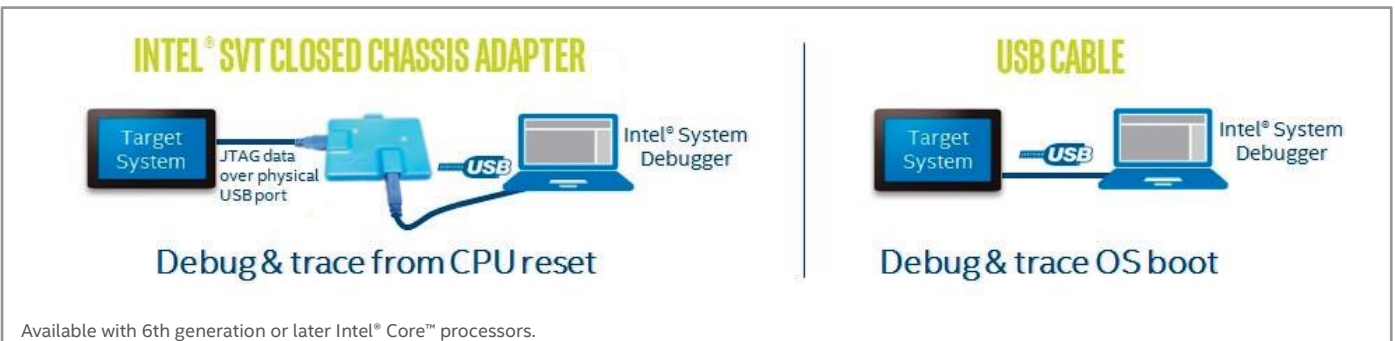 INTEL® SVT CLOSED CHASSIS ADAPTER
Target
System
JTAG data
over physical
USB port
USB
Intel® System
Debugger
Debug & trace from CPU reset
USB CABLE
Target
System
USB
Intel® System
Debugger
Debug & trace OS boot
Available with 6th generation or later Intel® Core™ processors.